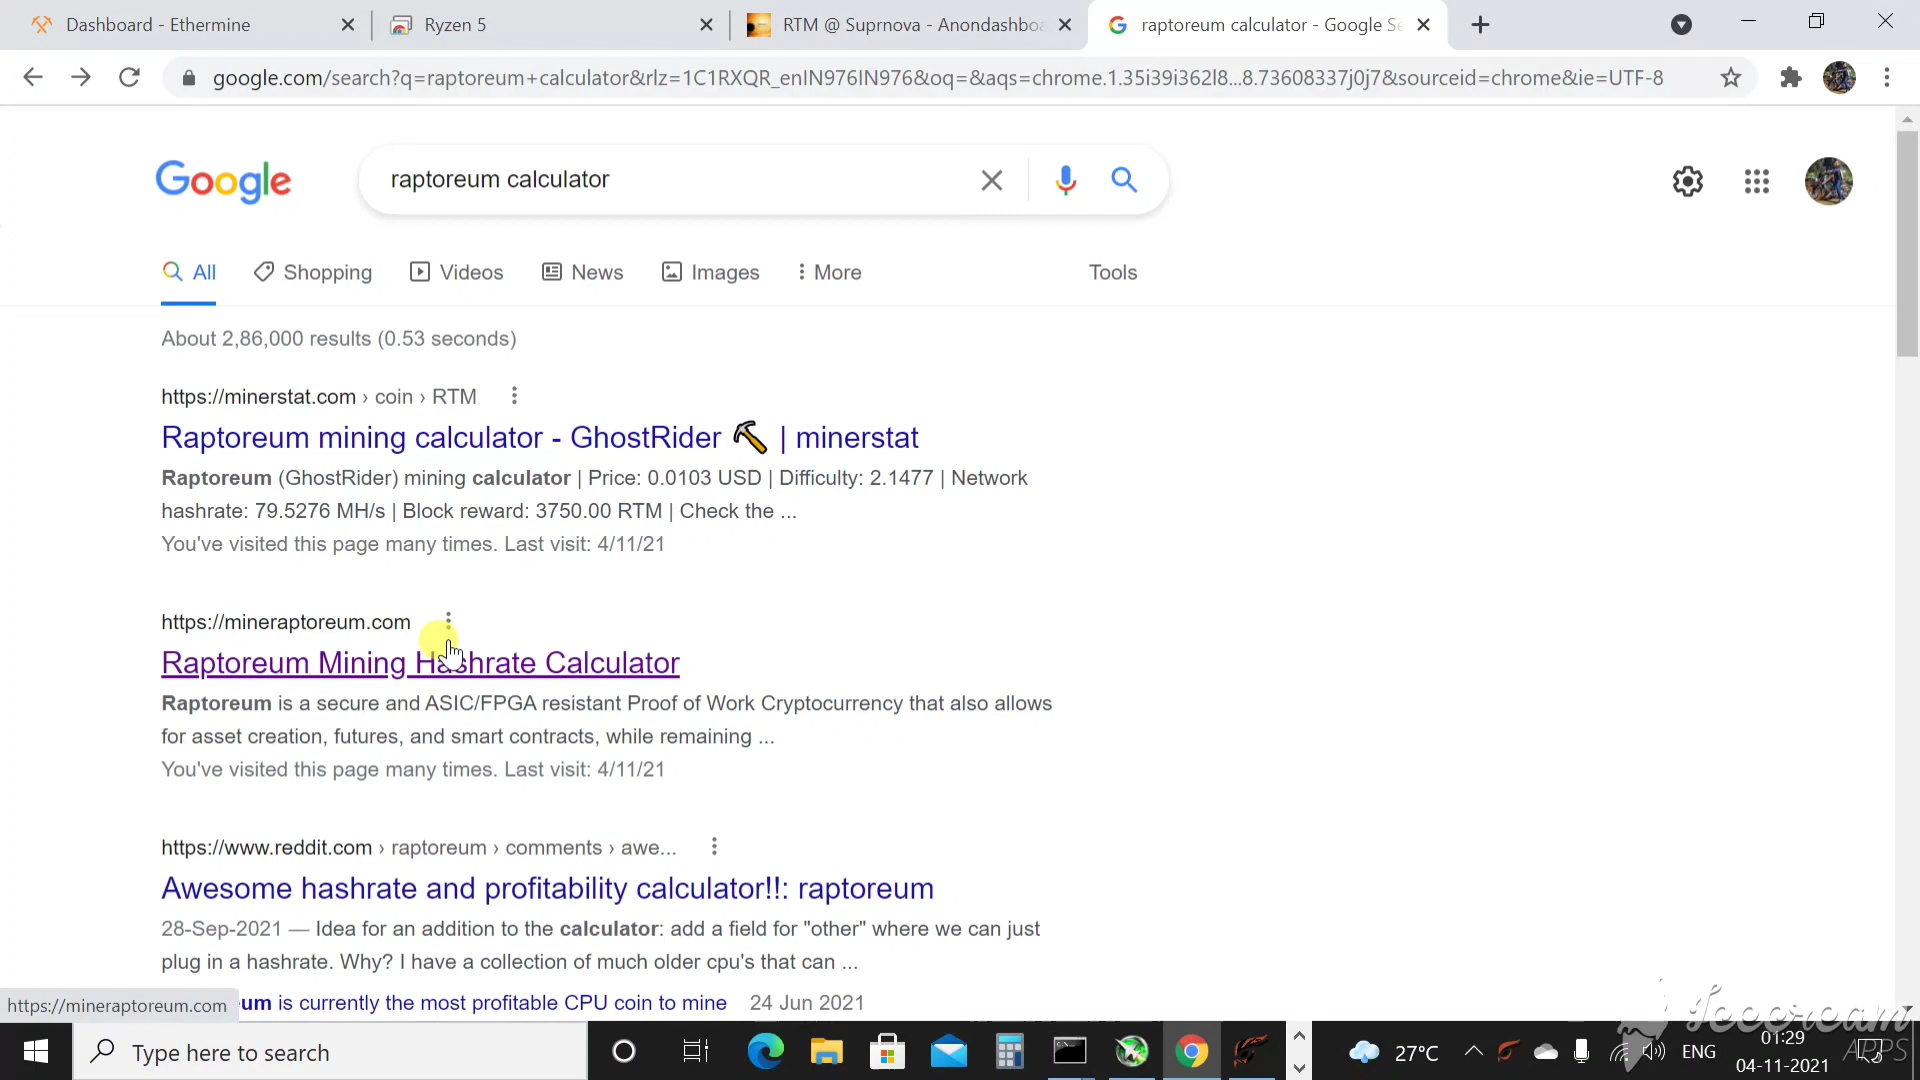 Dashboard - Ethermine
Ryzen 5
RTM @ Suprnova - Anondashboa
raptoreum calculator - Google Se
google.com/search?q=raptoreum+calculator&rlz=1C1RXQR_enIN976IN976&oq=&aqs=chrome.1.35i39i362l8...8.73608337j0j7&sourceid=chrome&ie=UTF-8
Google
raptoreum calculator
All
Shopping
Videos
News
Images
More
Tools
About 2,86,000 results (0.53 seconds)
https://minerstat.com › coin › RTM
Raptoreum mining calculator - GhostRider | minerstat
Raptoreum (GhostRider) mining calculator | Price: 0.0103 USD | Difficulty: 2.1477 | Network
hashrate: 79.5276 MH/s | Block reward: 3750.00 RTM | Check the ...
You've visited this page many times. Last visit: 4/11/21
https://mineraptoreum.com
Raptoreum Mining Hashrate Calculator
Raptoreum is a secure and ASIC/FPGA resistant Proof of Work Cryptocurrency that also allows
for asset creation, futures, and smart contracts, while remaining ...
You've visited this page many times. Last visit: 4/11/21
https://www.reddit.com › raptoreum › comments › awe...
Awesome hashrate and profitability calculator!!: raptoreum
28-Sep-2021 — Idea for an addition to the calculator: add a field for "other" where we can just
plug in a hashrate. Why? I have a collection of much older cpu's that can ...
um is currently the most profitable CPU coin to mine 24 Jun 2021
https://mineraptoreum.com
Type here to search
27°C
ENG
01:29
04-11-2021
Icecream
APPS